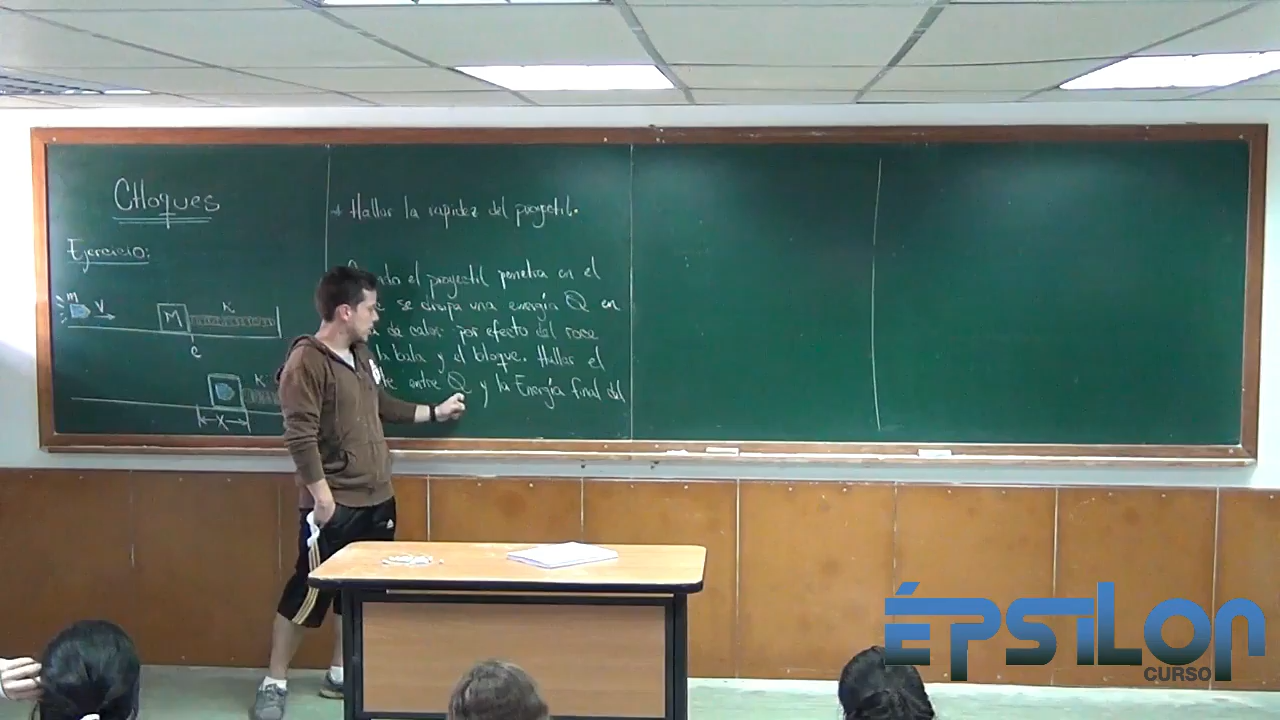 CHoques
Ejercicio:
m
V
M
K
e
K
X
Hallar la rapidez del proyectil.
el proyectil penetra en el
se disipa una energía Q en
de calor por efecto del roce
la bala y el bloque. Hallar el
entre Q y la Energía final del
ÉPSILON
CURSO